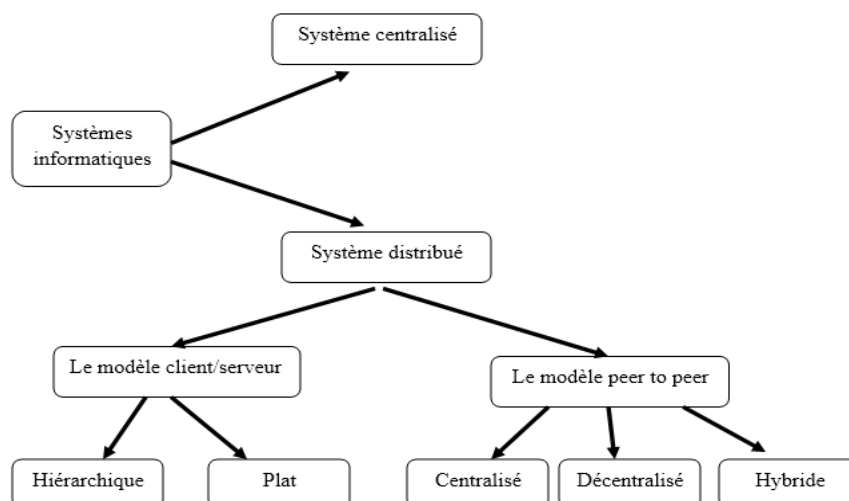 Système centralisé
Systèmes
informatiques
Système distribué
Le modèle client/serveur
Le modèle peer to peer
Hiérarchique
Plat
Centralisé
Décentralisé
Hybride